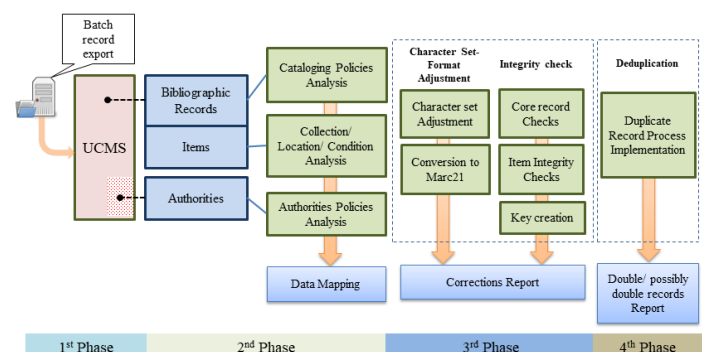 Batch
record
export
UCMS
Bibliographic
Records
Items
Authorities
Cataloging Policies
Analysis
Collection/
Location/ Condition
Analysis
Authorities Policies
Analysis
Data Mapping
Character Set-
Format
Adjustment
Character set
Adjustment
Conversion to
Marc21
Integrity check
Core record
Checks
Item Integrity
Checks
Key creation
Corrections Report
Deduplication
Duplicate
Record Process
Implementation
Double/ possibly
double records
Report
1st Phase
2nd Phase
3rd Phase
4th Phase